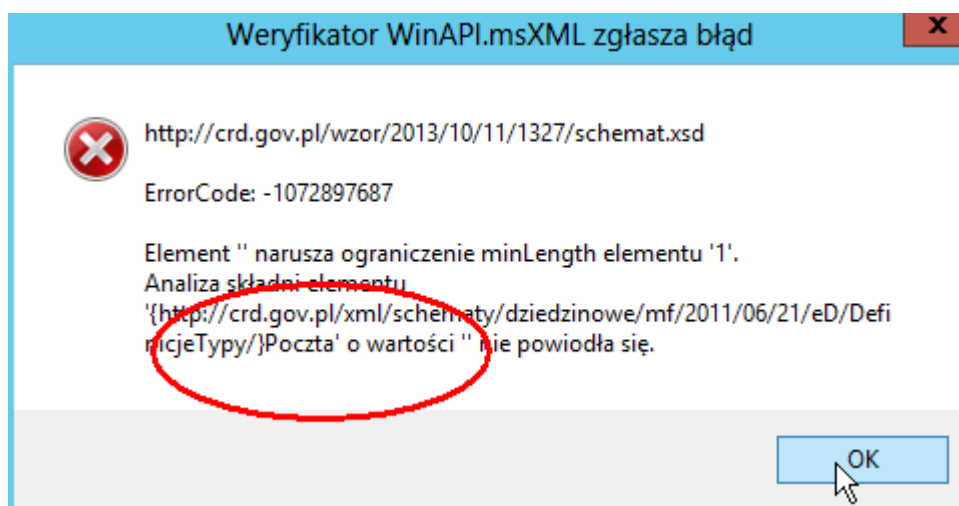 Weryfikator WinAPI.msXML zgłasza błąd
x
http://crd.gov.pl/wzor/2013/10/11/1327/schemat.xsd
ErrorCode: -1072897687
Element '' narusza ograniczenie minLength elementu '1'.
Analiza składni elementu
'{http://crd.gov.pl/xml/schematy/dziedzinowe/mf/2011/06/21/eD/Defi
nicjeTypy/}Poczta' o wartości '' nie powiodła się.
OK